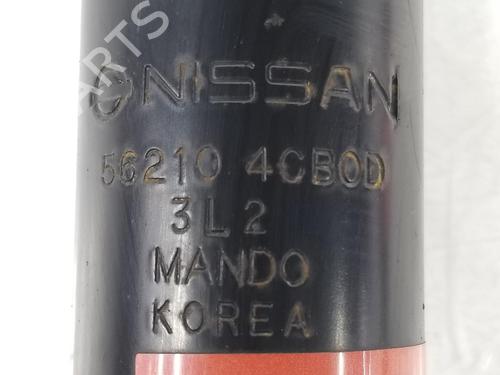 NISSAN
56210 4CB0D
3L2
MANDO
KOREA